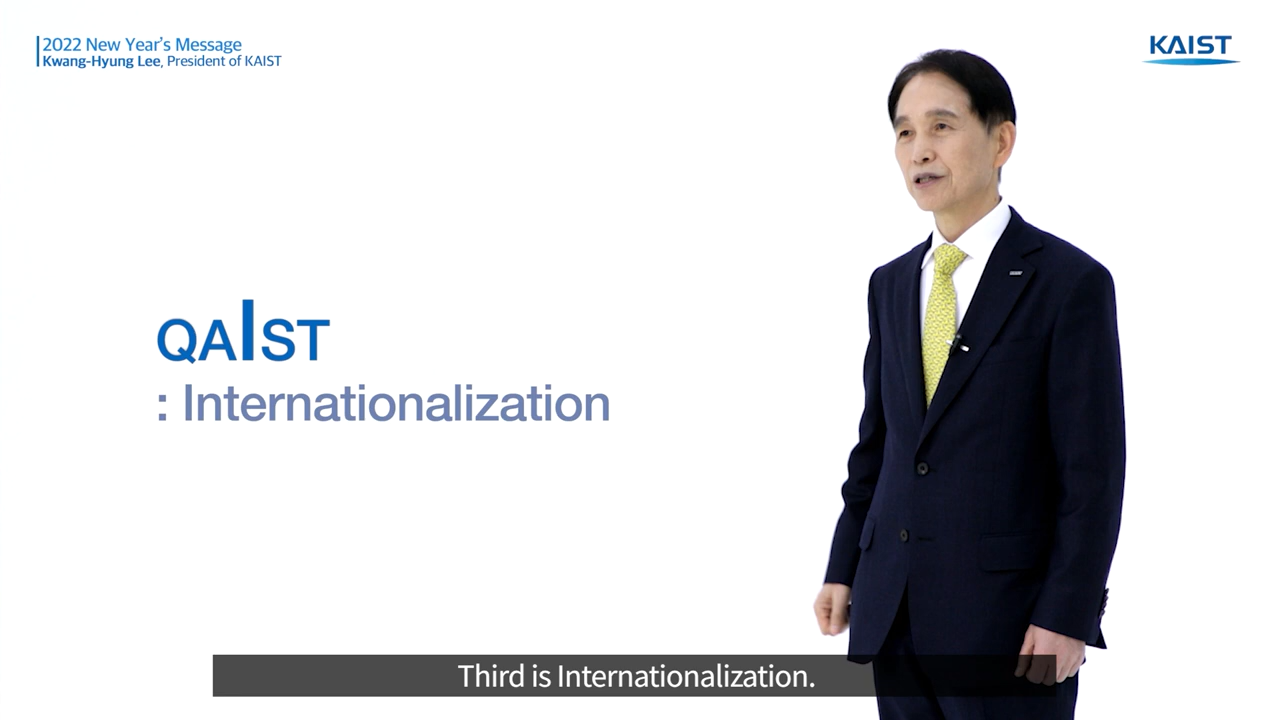 2022 New Year's Message
Kwang-Hyung Lee, President of KAIST
KAIST
QAIST
: Internationalization
Third is Internationalization.